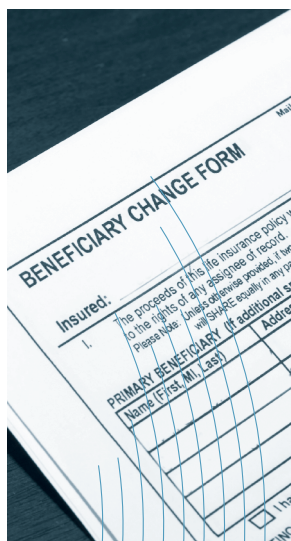 Mail
BENEFICIARY CHANGE FORM
Insured:
1. The proceeds of this life insurance policy
to the rights of any assignee of record.
Please Note: Unless otherwise provided, if two
will SHARE equally in any
PRIMARY BENEFICIARY (If additional
Name (First, MI, Last)
Addres
I ha